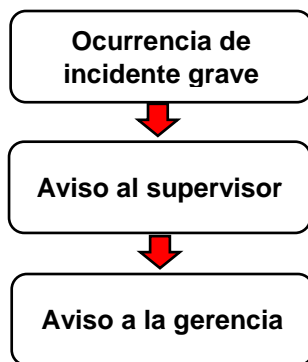 Ocurrencia de
incidente grave
Aviso al supervisor
Aviso a la gerencia